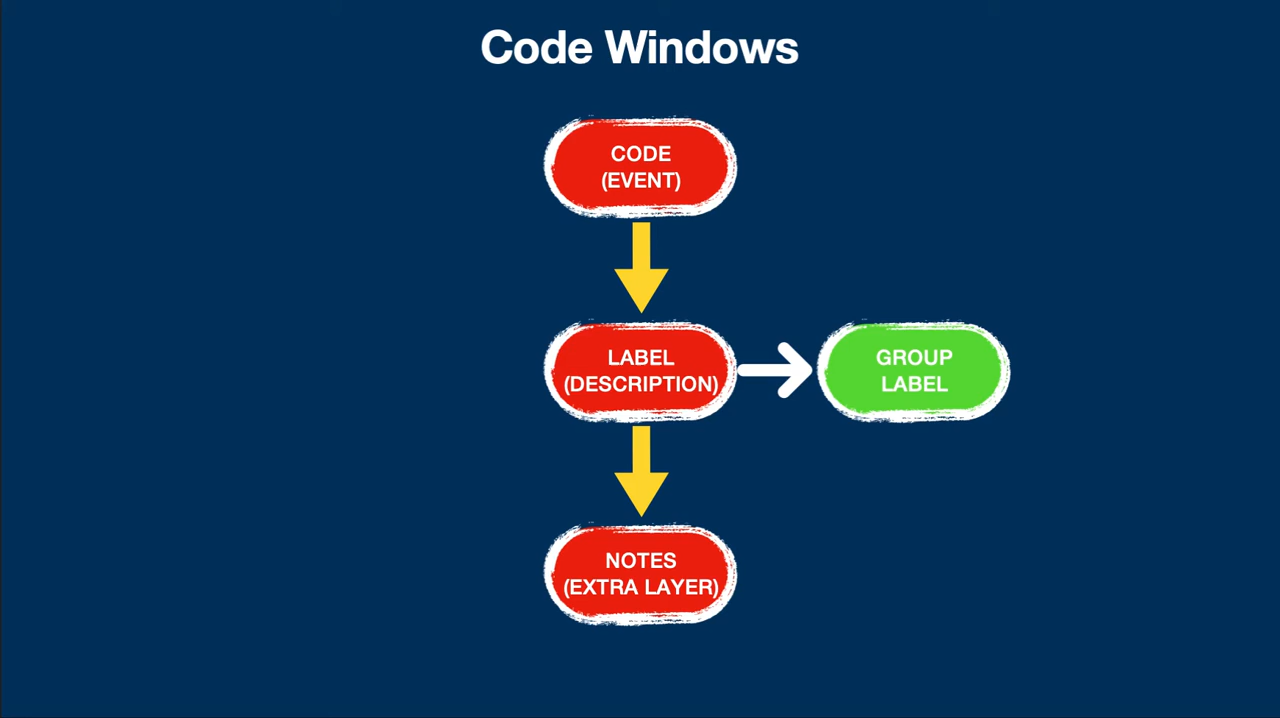 Code Windows
CODE
(EVENT)
LABEL
(DESCRIPTION)
GROUP
LABEL
NOTES
(EXTRA LAYER)